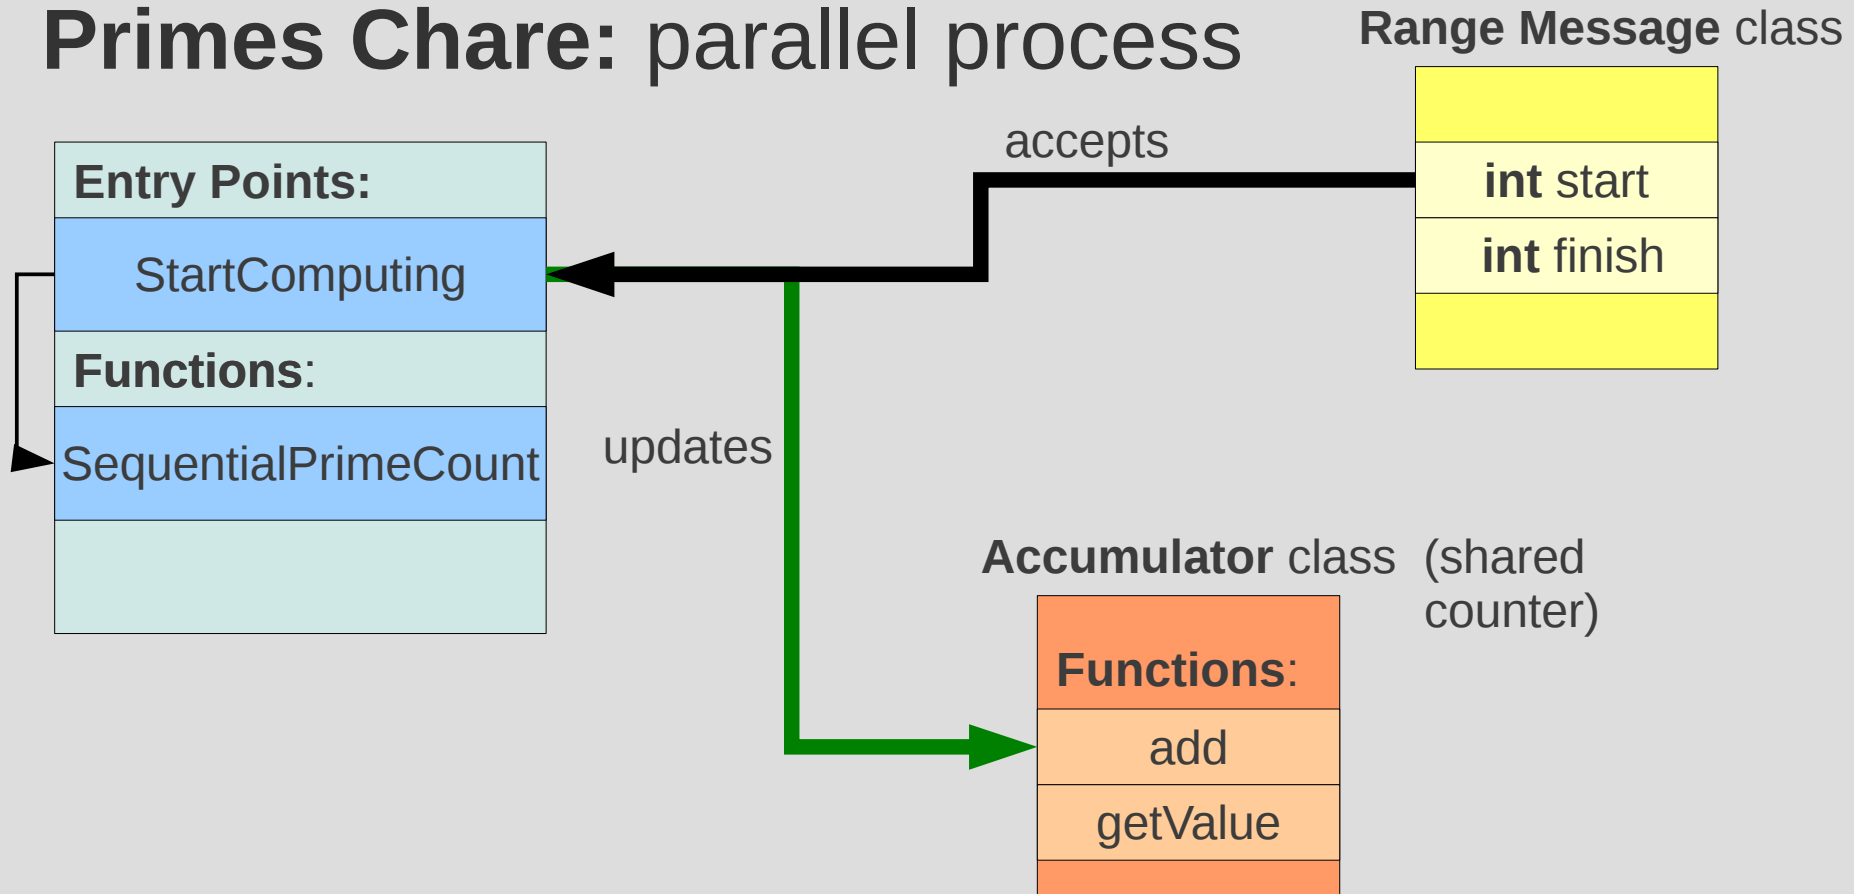 Primes Chare: parallel process
Range Message class
accepts
int start
int finish
Entry Points:
StartComputing
Functions:
SequentialPrimeCount
updates
Accumulator class (shared
counter)
Functions:
add
getValue